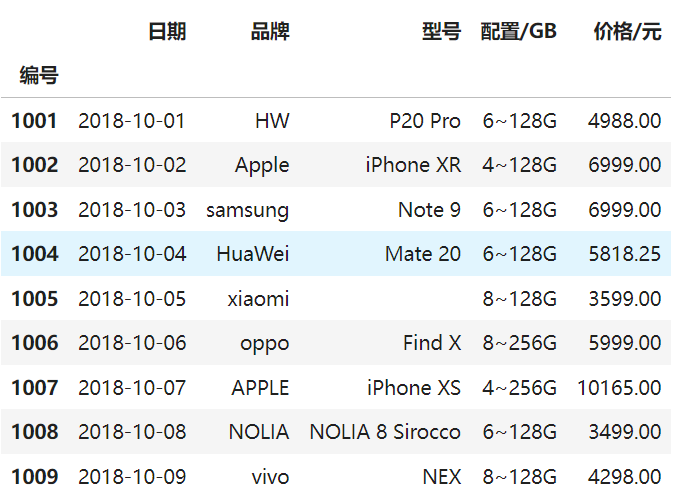 日期 品牌 型号 配置/GB 价格/元
编号
1001 2018-10-01 HW P20 Pro 6~128G 4988.00
1002 2018-10-02 Apple iPhone XR 4~128G 6999.00
1003 2018-10-03 samsung Note 9 6~128G 6999.00
1004 2018-10-04 HuaWei Mate 20 6~128G 5818.25
1005 2018-10-05 xiaomi 8~128G 3599.00
1006 2018-10-06 oppo Find X 8~256G 5999.00
1007 2018-10-07 APPLE iPhone XS 4~256G 10165.00
1008 2018-10-08 NOLIA NOLIA 8 Sirocco 6~128G 3499.00
1009 2018-10-09 vivo NEX 8~128G 4298.00